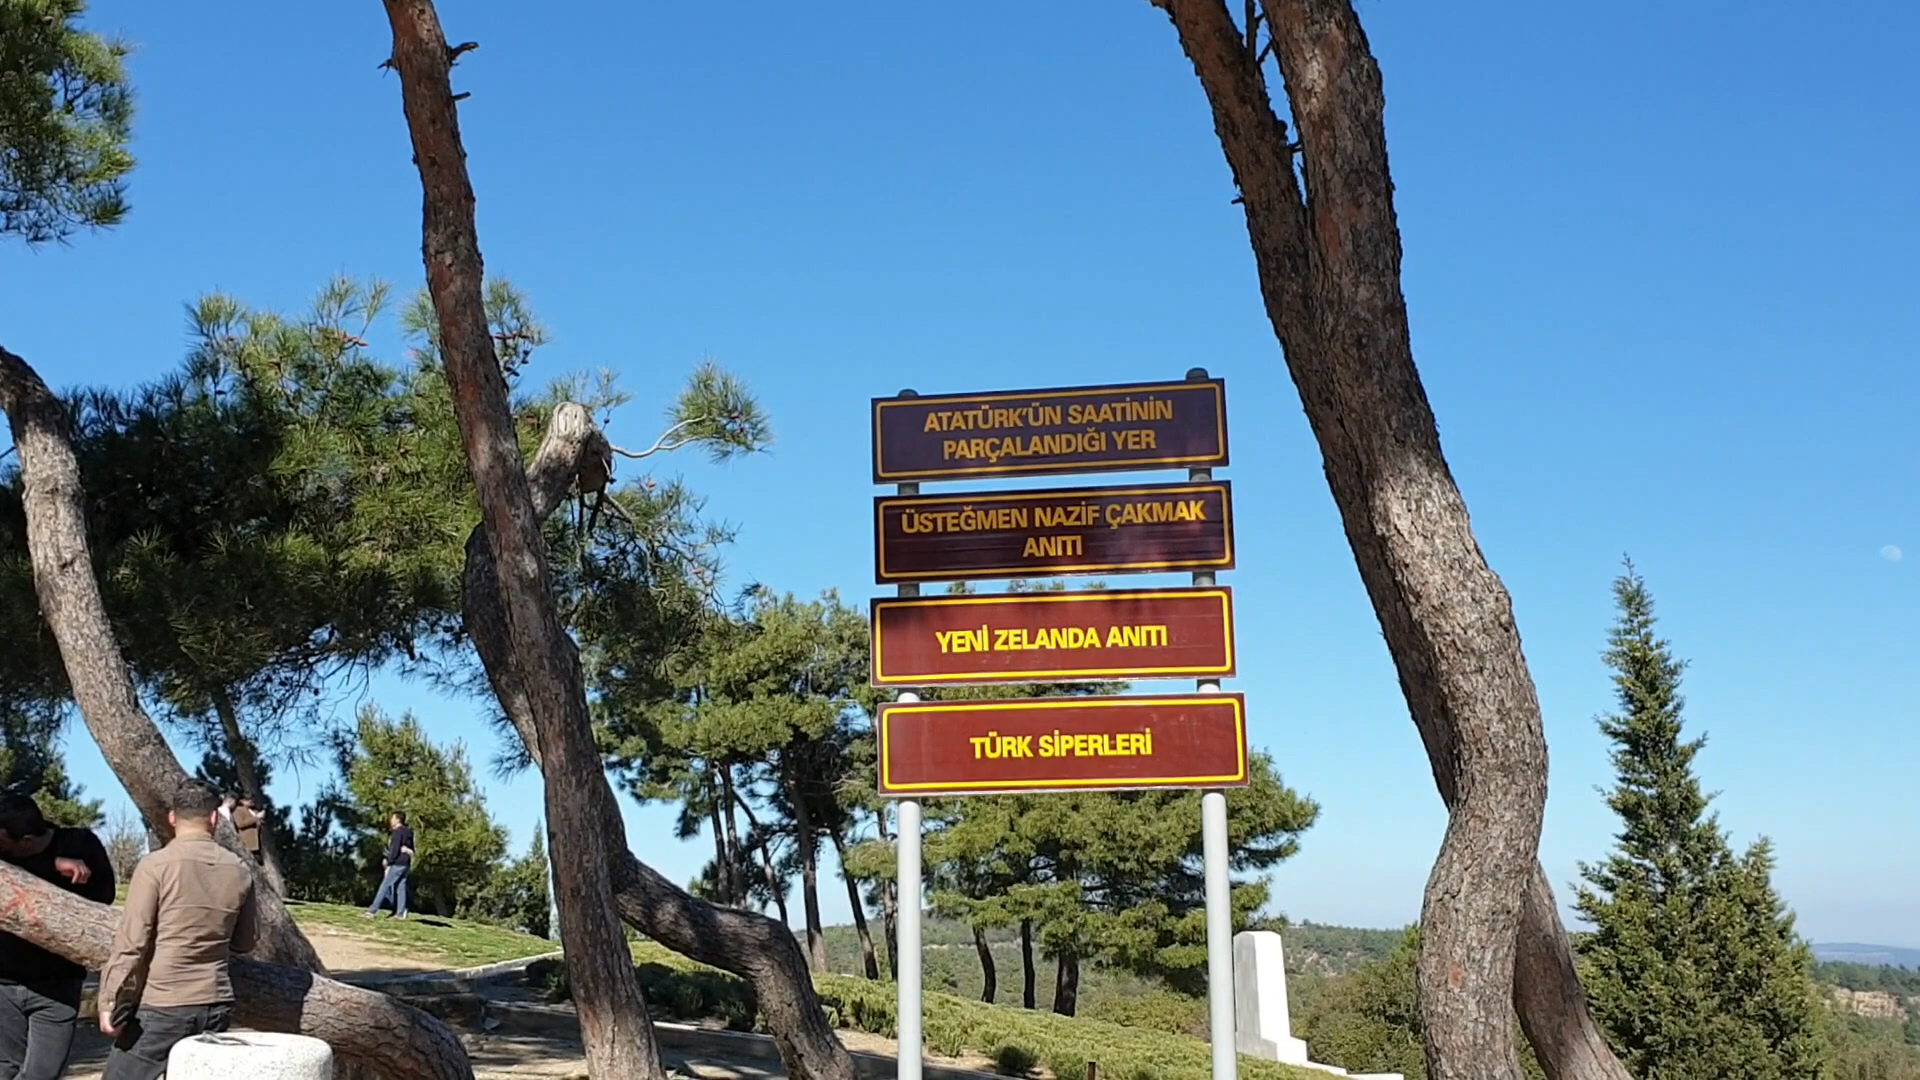 ATATÜRK'ÜN SAATİNİN
PARÇALANDIĞI YER
ÜSTEĞMEN NAZİF ÇAKMAK
ANITI
YENİ ZELANDA ANITI
TÜRK SİPERLERİ